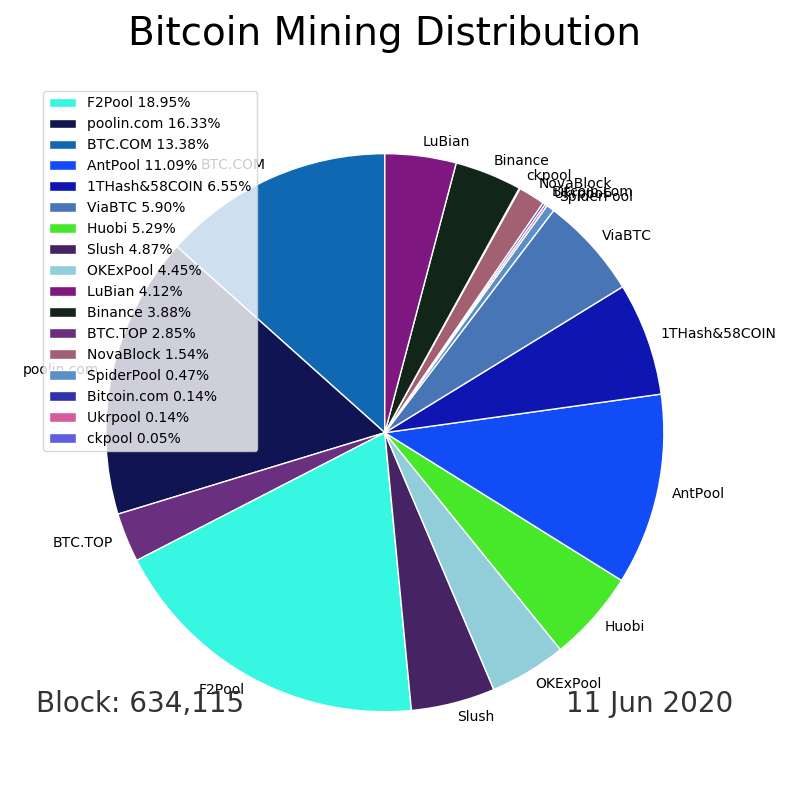 Bitcoin Mining Distribution
F2Pool 18.95%
poolin.com 16.33%
BTC.COM 13.38%
AntPool 11.09%
1THash&58COIN 6.55%
ViaBTC 5.90%
Huobi 5.29%
Slush 4.87%
OKExPool 4.45%
LuBian 4.12%
Binance 3.88%
BTC.TOP 2.85%
NovaBlock 1.54%
SpiderPool 0.47%
Bitcoin.com 0.14%
Ukrpool 0.14%
ckpool 0.05%
LuBian
Binance
ckpool
NovaBlock
Bitcoin.com
Ukrpool
SpiderPool
ViaBTC
1THash&58COIN
AntPool
Huobi
OKExPool
Slush
F2Pool
BTC.TOP
poolin.com
BTC.COM
Block: 634,115
11 Jun 2020